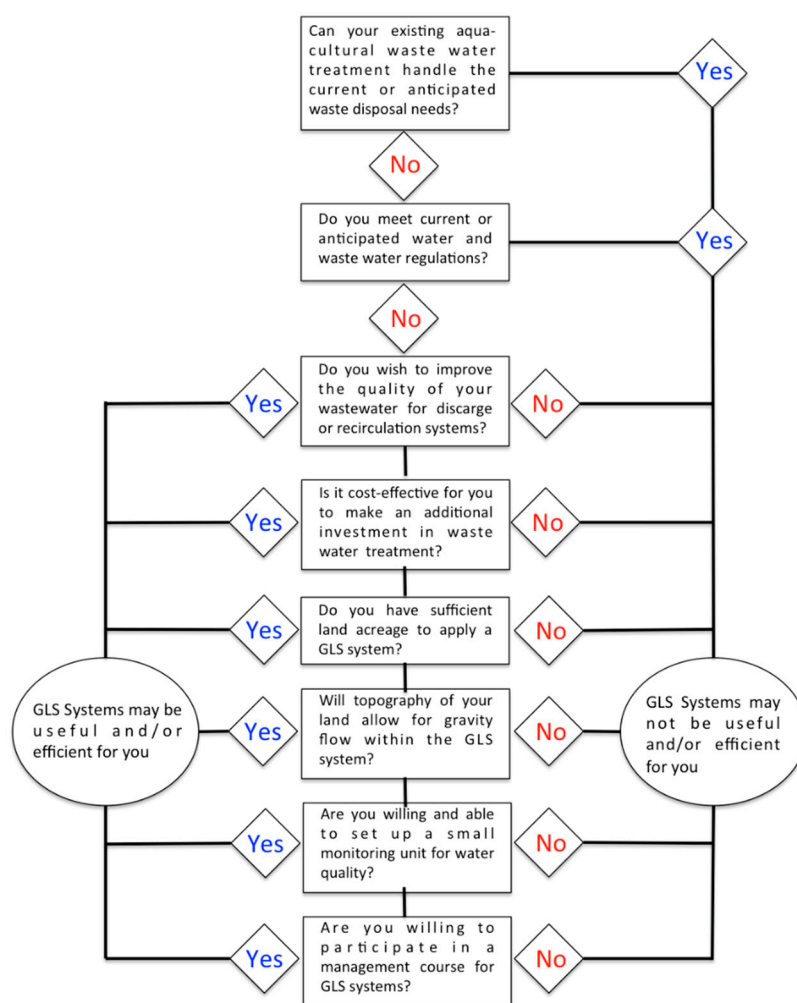 Can your existing aqua-
cultural waste water
treatment handle the
current or anticipated
waste disposal needs?
Yes
No
Do you meet current or
anticipated water and
waste water regulations?
Yes
No
Do you wish to improve
the quality of your
wastewater for discarge
or recirculation systems?
Yes
No
Is it cost-effective for you
to make an additional
investment in waste
water treatment?
Yes
No
Do you have sufficient
land acreage to apply a
GLS system?
Yes
No
GLS Systems may be
useful and/or
efficient for you
Will topography of your
land allow for gravity
flow within the GLS
system?
Yes
No
GLS Systems may
not be useful
and/or efficient
for you
Are you willing and able
to set up a small
monitoring unit for water
quality?
Yes
No
Are you willing to
participate in a
management course for
GLS systems?
Yes
No